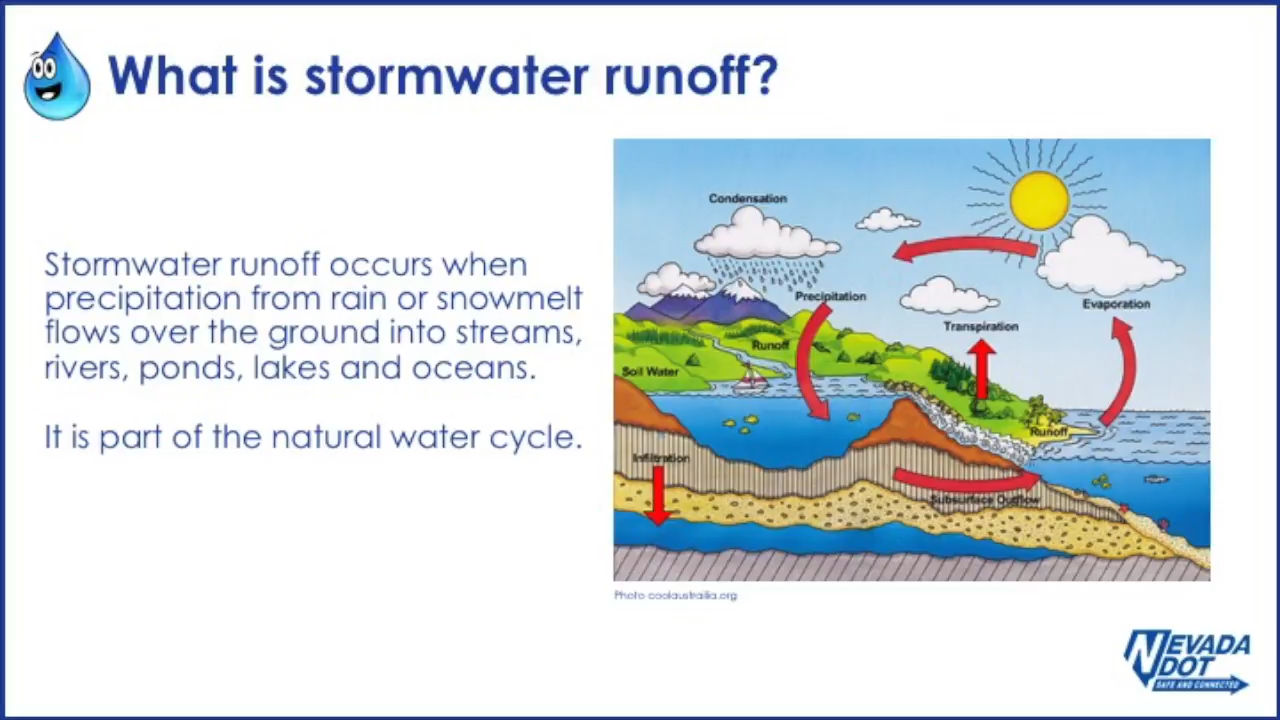 What is stormwater runoff?
Stormwater runoff occurs when
precipitation from rain or snowmelt
flows over the ground into streams,
rivers, ponds, lakes and oceans.
It is part of the natural water cycle.
Condensation
Precipitation
Evaporation
Transpiration
Runoff
Soil Water
Runoff
Infiltration
Subsurface Outflow
Photo coolaustrailia.org
NEVADA
DOT
SAFE AND CONNECTED